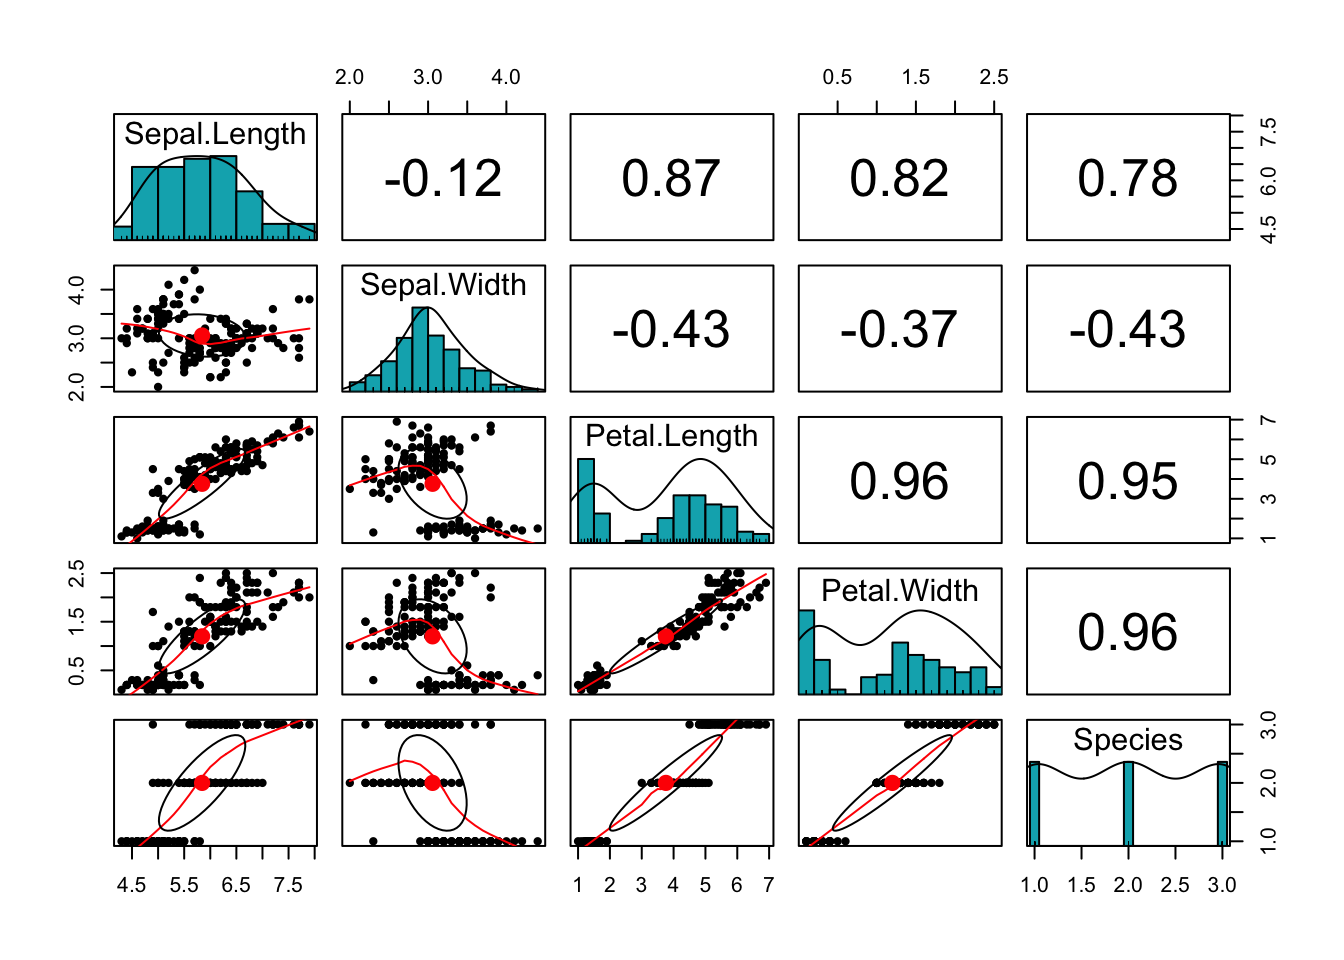 2.0 3.0 4.0 0.5 1.5 2.5
Sepal.Length -0.12 0.87 0.82 0.78 4.5 6.0 7.5
2.0 3.0 4.0 Sepal.Width -0.43 -0.37 -0.43
Petal.Length 0.96 0.95 1 3 5 7
0.5 1.5 2.5 Petal.Width 0.96
Species 1.0 2.0 3.0
4.5 5.5 6.5 7.5 1 2 3 4 5 6 7 1.0 1.5 2.0 2.5 3.0